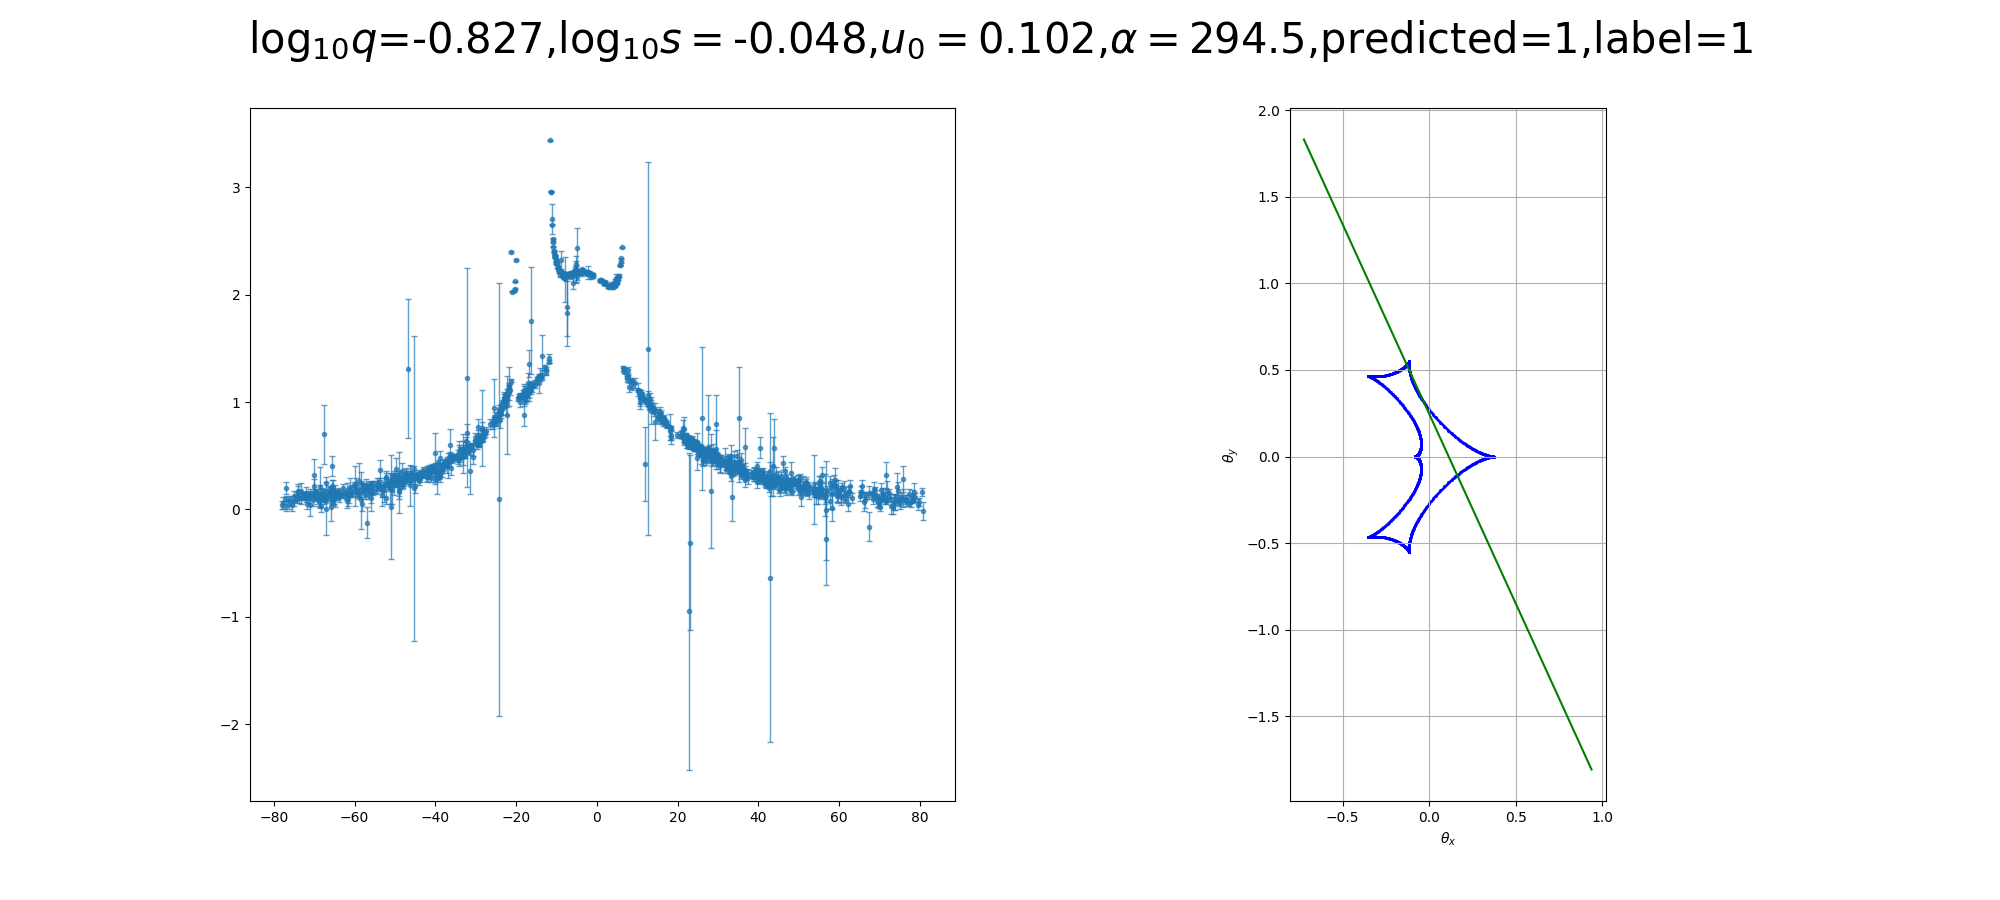 log₁₀q=-0.827,log₁₀s = -0.048,u₀ = 0.102,α = 294.5,predicted=1,label=1
3
2
1
0
−1
−2
−80 −60 −40 −20 0 20 40 60 80
2.0
1.5
1.0
0.5
0.0
−0.5
−1.0
−1.5
θy
−0.5 0.0 0.5 1.0
θx